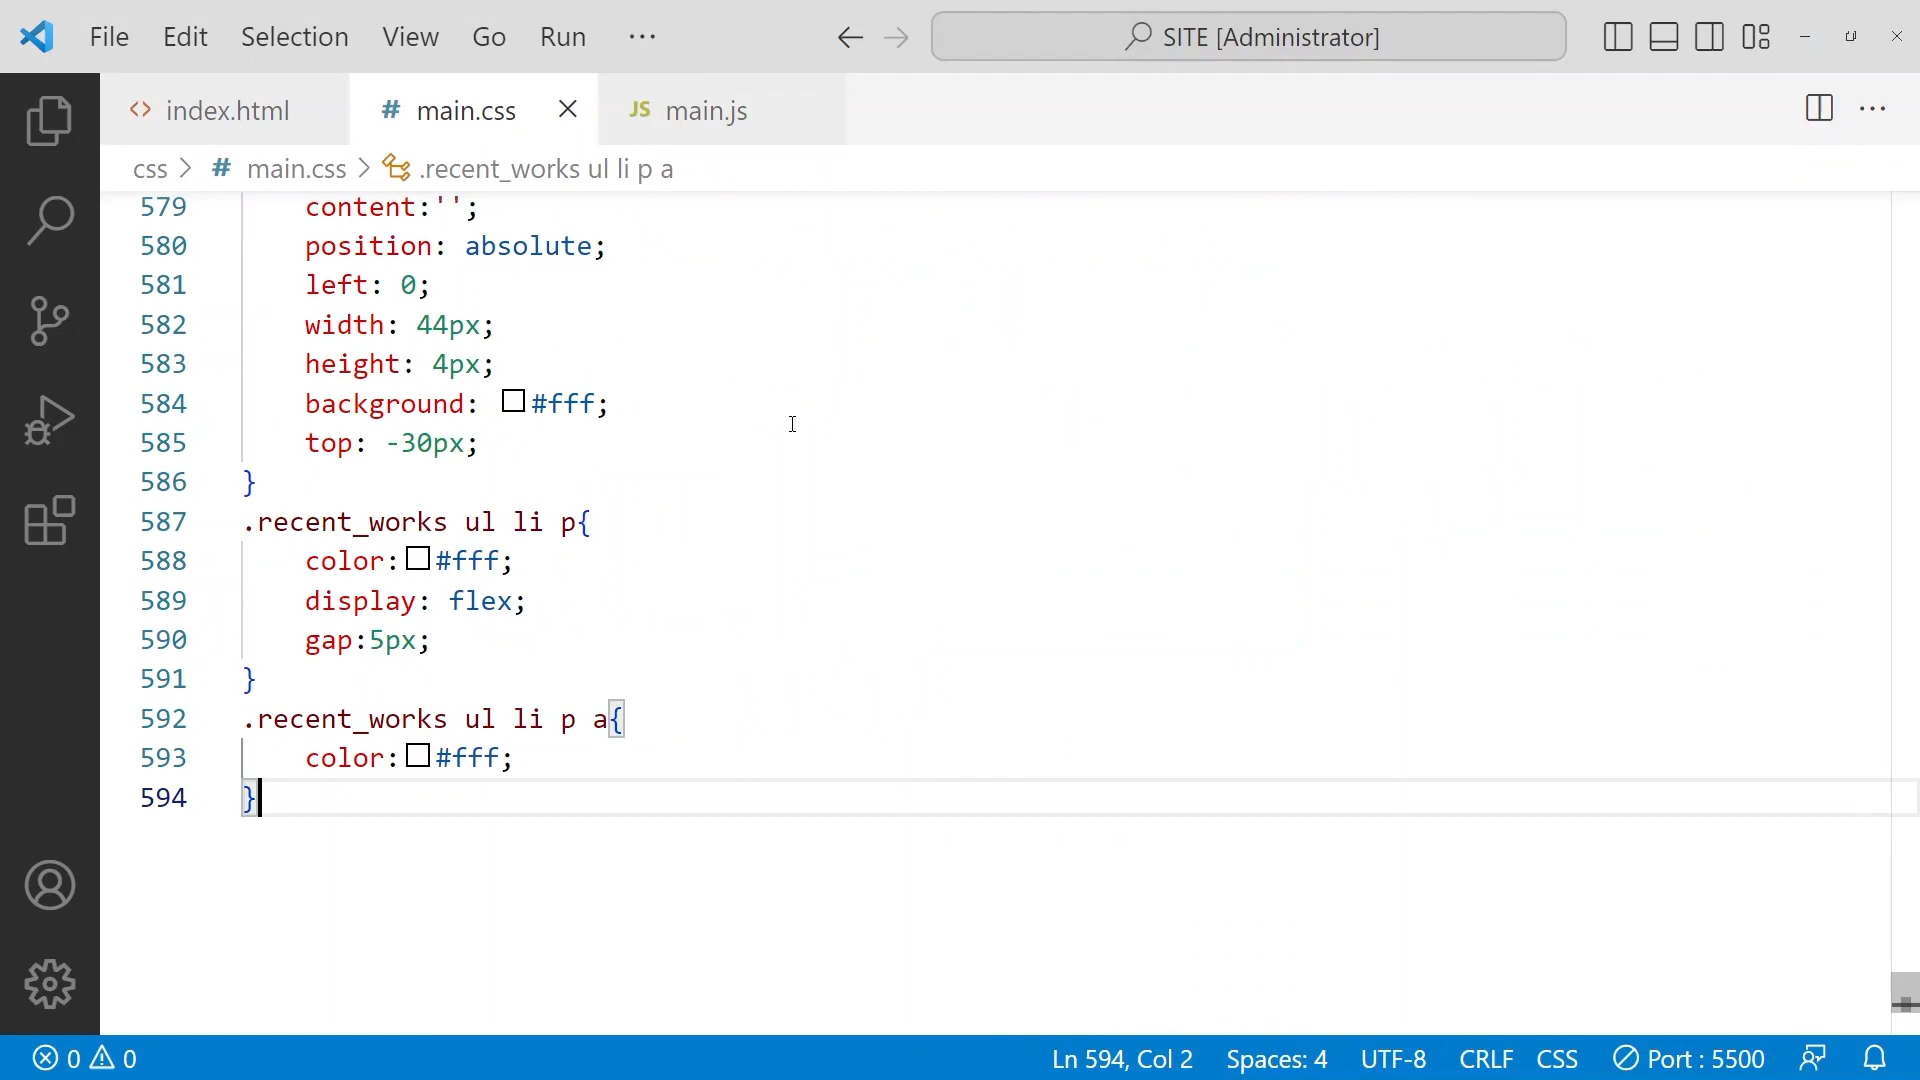 File Edit Selection View Go Run ··· SITE [Administrator]
index.html # main.css JS main.js
css > # main.css > .recent_works ul li p a
579 content:'';
580 position: absolute;
581 left: 0;
582 width: 44px;
583 height: 4px;
584 background: #fff;
585 top: -30px;
586 }
587 .recent_works ul li p{
588 color:#fff;
589 display: flex;
590 gap:5px;
591 }
592 .recent_works ul li p a{
593 color:#fff;
594 }
0 0 Ln 594, Col 2 Spaces: 4 UTF-8 CRLF CSS Port : 5500